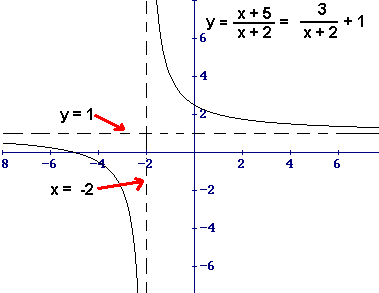 y = x + 5 / x + 2 = 3 / x + 2 + 1
6
4
y = 1
2
8 -6 -4 -2 2 4 6
x = -2
-2
-4
-6